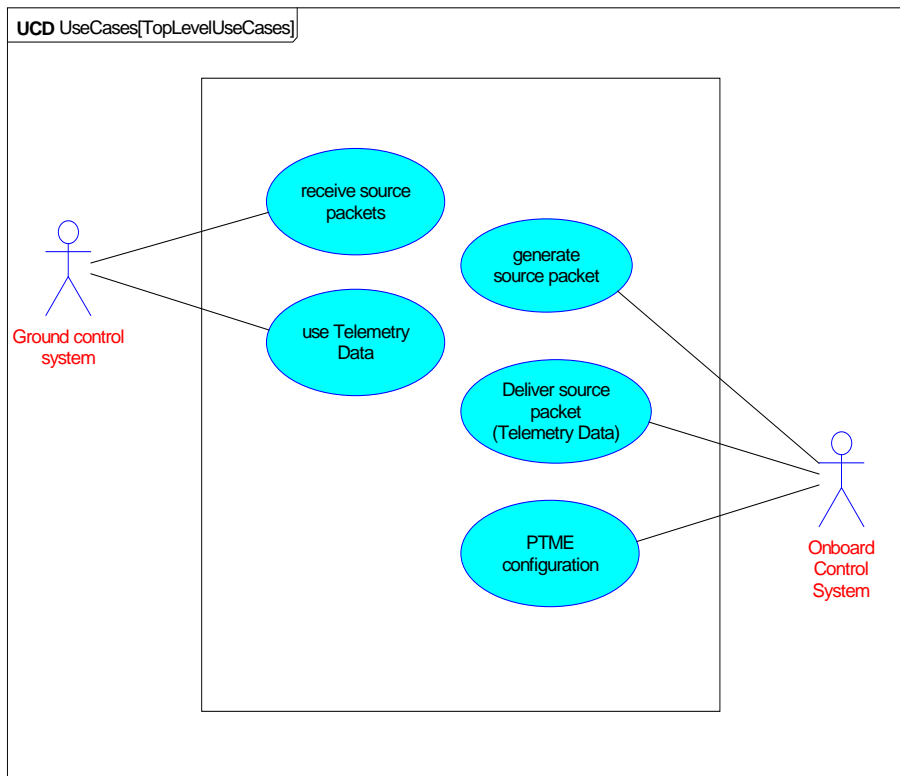 UCD UseCases[TopLevelUseCases]
receive source
packets
generate
source packet
Ground control
system
use Telemetry
Data
Deliver source
packet
(Telemetry Data)
PTME
configuration
Onboard
Control
System